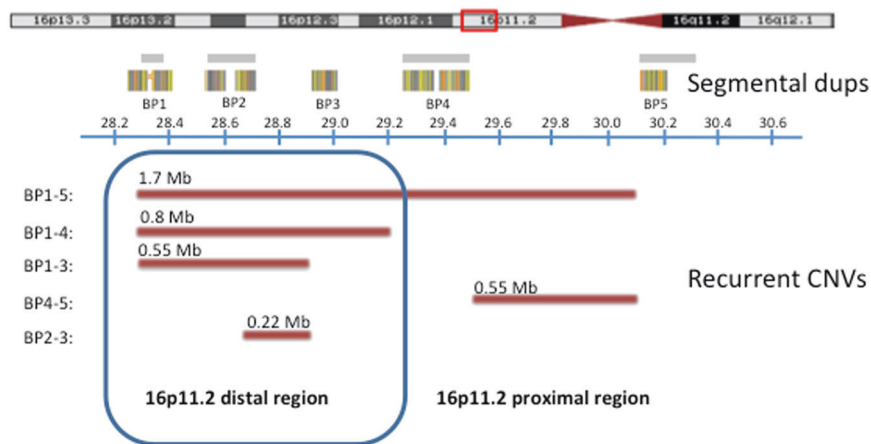 16p13.3 16p13.2 16p12.3 16p12.1 16p11.2 16q11.2 16q12.1
Segmental dups
BP1 BP2 BP3 BP4 BP5
28.2 28.4 28.6 28.8 29.0 29.2 29.4 29.6 29.8 30.0 30.4 30.6
1.7 Mb
BP1-5:
0.8 Mb
BP1-4:
0.55 Mb
BP1-3:
Recurrent CNVs
0.55 Mb
BP4-5:
0.22 Mb
BP2-3:
16p11.2 distal region 16p11.2 proximal region